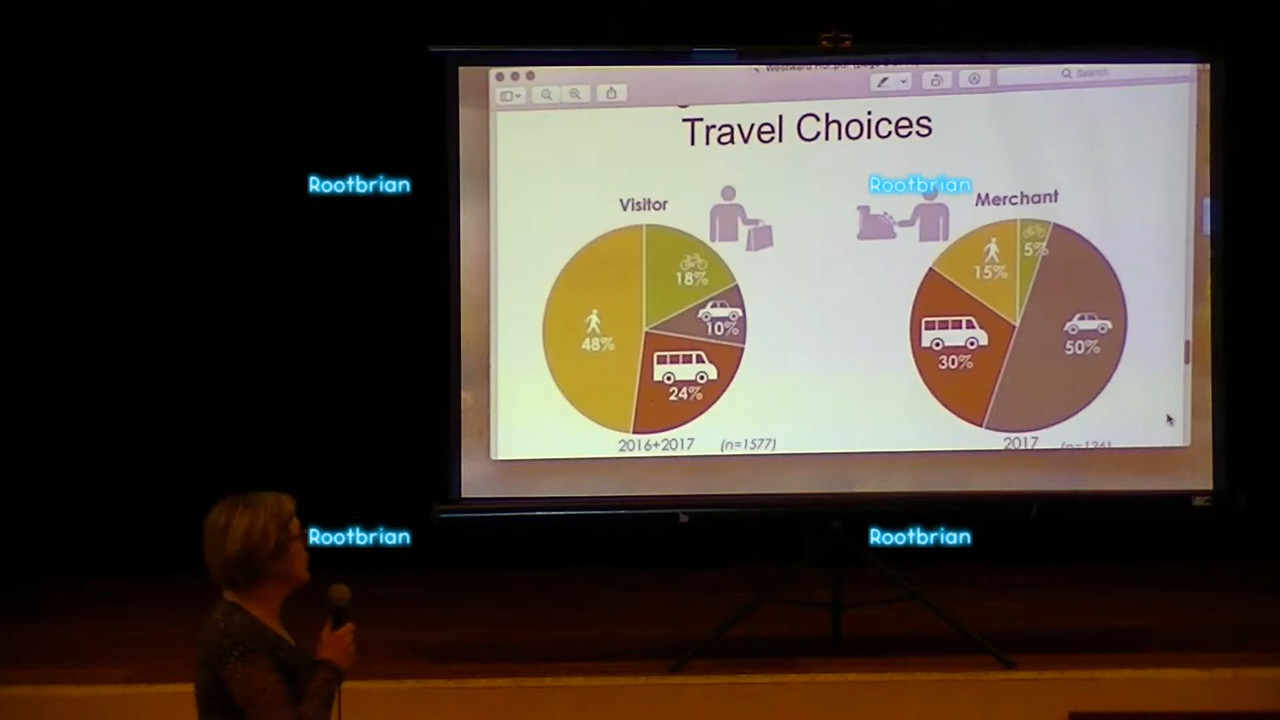 Search
Travel Choices
Rootbrian
Rootbrian
Visitor
Merchant
18%
10%
48%
24%
5%
15%
30%
50%
2016+2017 (n=1577)
2017
Rootbrian
Rootbrian